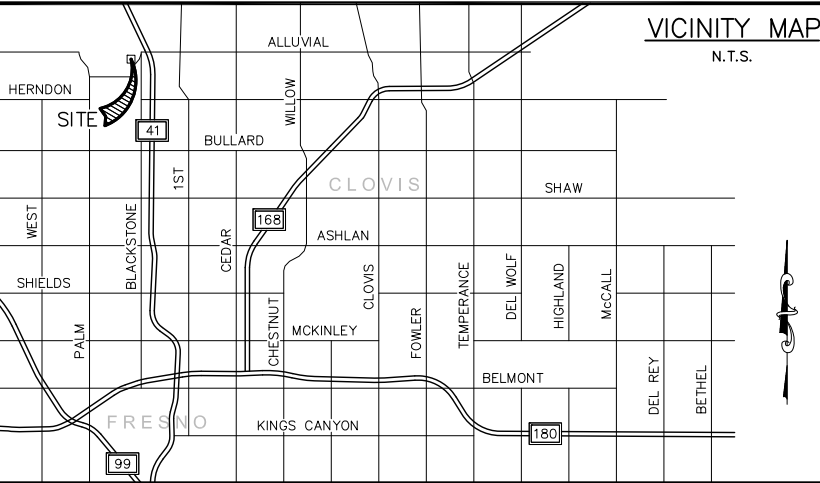 VICINITY MAP
N.T.S.
ALLUVIAL
HERNDON
WILLOW
SITE
41
BULLARD
1ST
CLOVIS
SHAW
WEST
BLACKSTONE
168
CEDAR
ASHLAN
SHIELDS
CLOVIS
TEMPERANCE
DEL WOLF
HIGHLAND
McCALL
PALM
CHESTNUT
MCKINLEY
FOWLER
BELMONT
DEL REY
BETHEL
FRESNO
KINGS CANYON
180
99